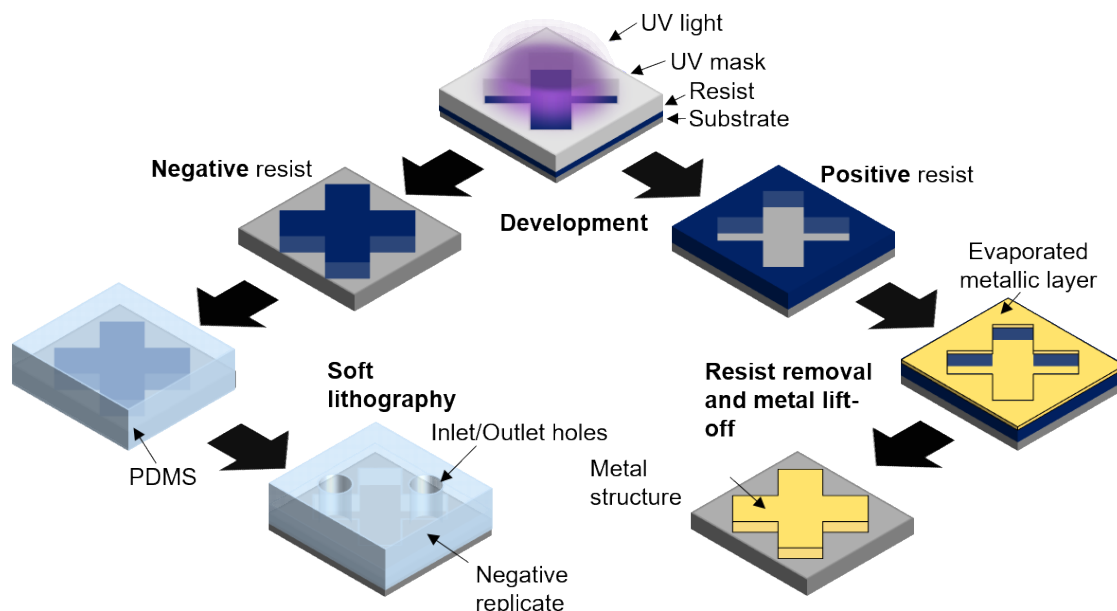 UV light
UV mask
Resist
Substrate
Negative resist
Positive resist
Development
Evaporated
metallic layer
Soft
lithography
Resist removal
and metal lift-
off
Inlet/Outlet holes
PDMS
Metal
structure
Negative
replicate